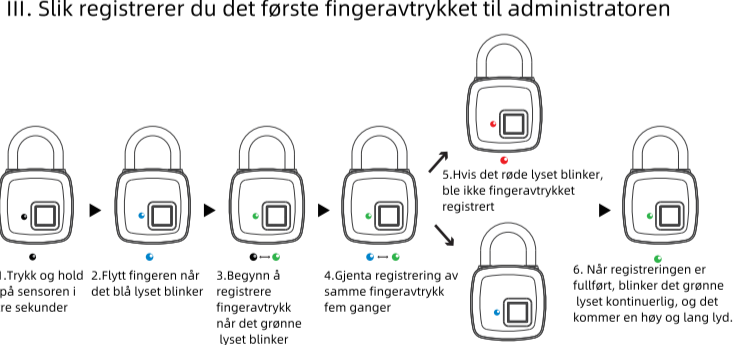 III. Slik registrerer du det første fingeravtrykket til administratoren
1.Trykk og hold
på sensoren i
re sekunder
2.Flytt fingeren når
det blå lyset blinker
3.Begynn å
registrere
fingeravtrykk
når det grønne
lyset blinker
4.Gjenta registrering av
samme fingeravtrykk
fem ganger
5.Hvis det røde lyset blinker,
ble ikke fingeravtrykket
registrert
6. Når registreringen er
fullført, blinker det grønne
lyset kontinuerlig, og det
kommer en høy og lang lyd.